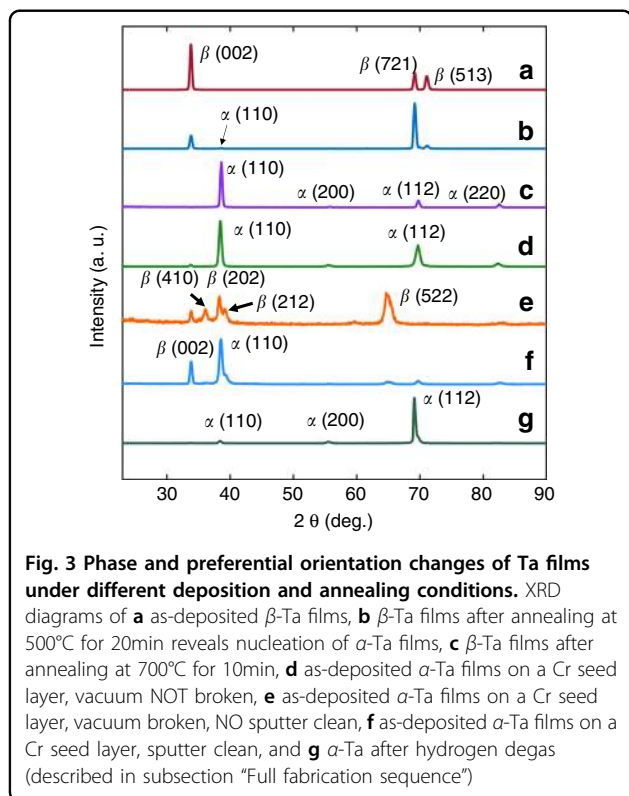 β (002)
β (721)
β (513)
a
α (110)
b
α (110)
α (200)
α (112)
α (220)
c
α (110)
α (112)
d
β (410)
β (202)
β (212)
β (522)
e
β (002)
α (110)
f
α (110)
α (200)
α (112)
g
Intensity (a. u.)
30 40 50 60 70 80 90
2 θ (deg.)
Fig. 3 Phase and preferential orientation changes of Ta films
under different deposition and annealing conditions. XRD
diagrams of a as-deposited β-Ta films, b β-Ta films after annealing at
500°C for 20min reveals nucleation of α-Ta films, c β-Ta films after
annealing at 700°C for 10min, d as-deposited α-Ta films on a Cr seed
layer, vacuum NOT broken, e as-deposited α-Ta films on a Cr seed
layer, vacuum broken, NO sputter clean, f as-deposited α-Ta films on a
Cr seed layer, sputter clean, and g α-Ta after hydrogen degas
(described in subsection “Full fabrication sequence”)